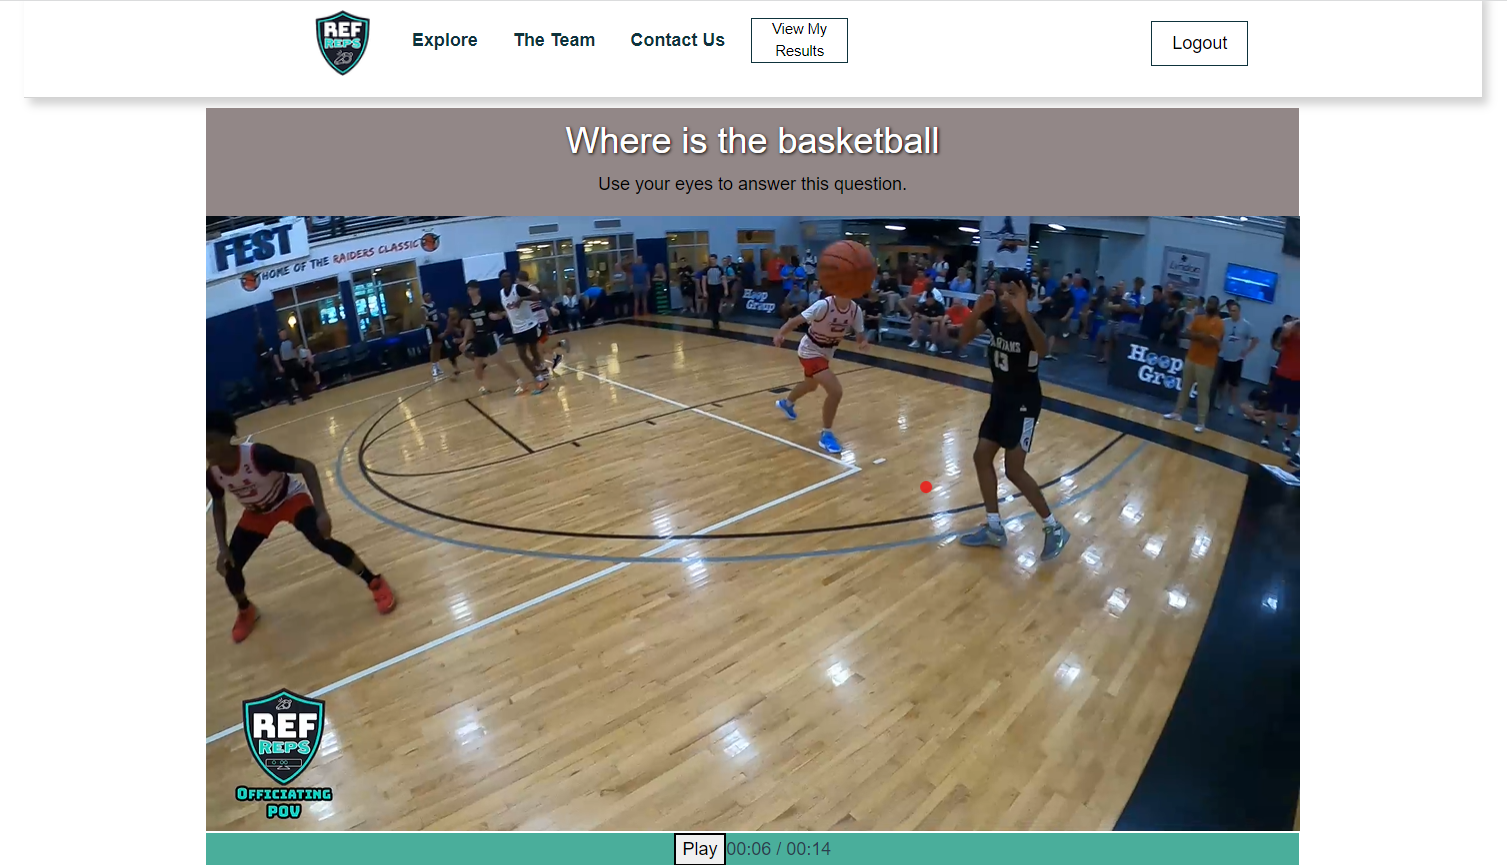 REF
REPS
Explore
The Team
Contact Us
View My
Results
Logout
Where is the basketball
Use your eyes to answer this question.
FEST
HOME OF THE RAIDERS CLASSIC
Hoop
Group
13
Hoop
REF
REPS
OFFICIATING
POV
Play 00:06 / 00:14